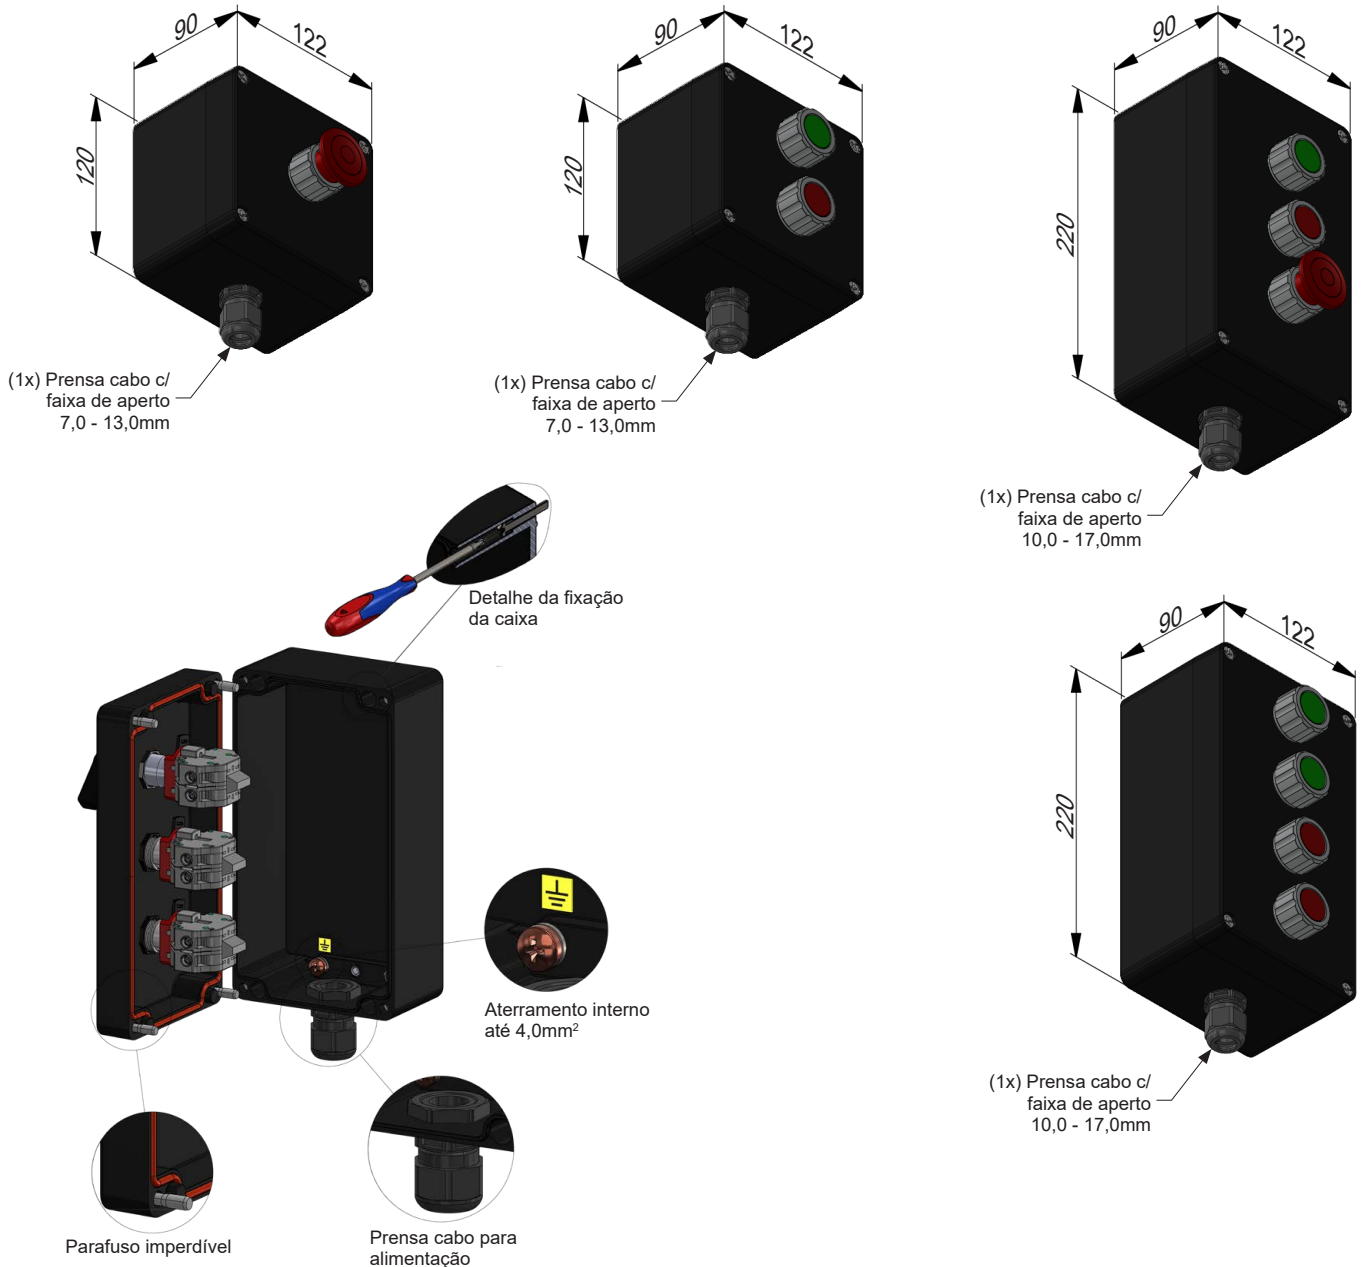 90
122
120
(1x) Prensa cabo c/
faixa de aperto
7,0 - 13,0mm
90
122
120
(1x) Prensa cabo c/
faixa de aperto
7,0 - 13,0mm
90
122
220
(1x) Prensa cabo c/
faixa de aperto
10,0 - 17,0mm
Detalhe da fixação
da caixa
Aterramento interno
até 4,0mm²
Parafuso imperdível
Prensa cabo para
alimentação
90
122
220
(1x) Prensa cabo c/
faixa de aperto
10,0 - 17,0mm